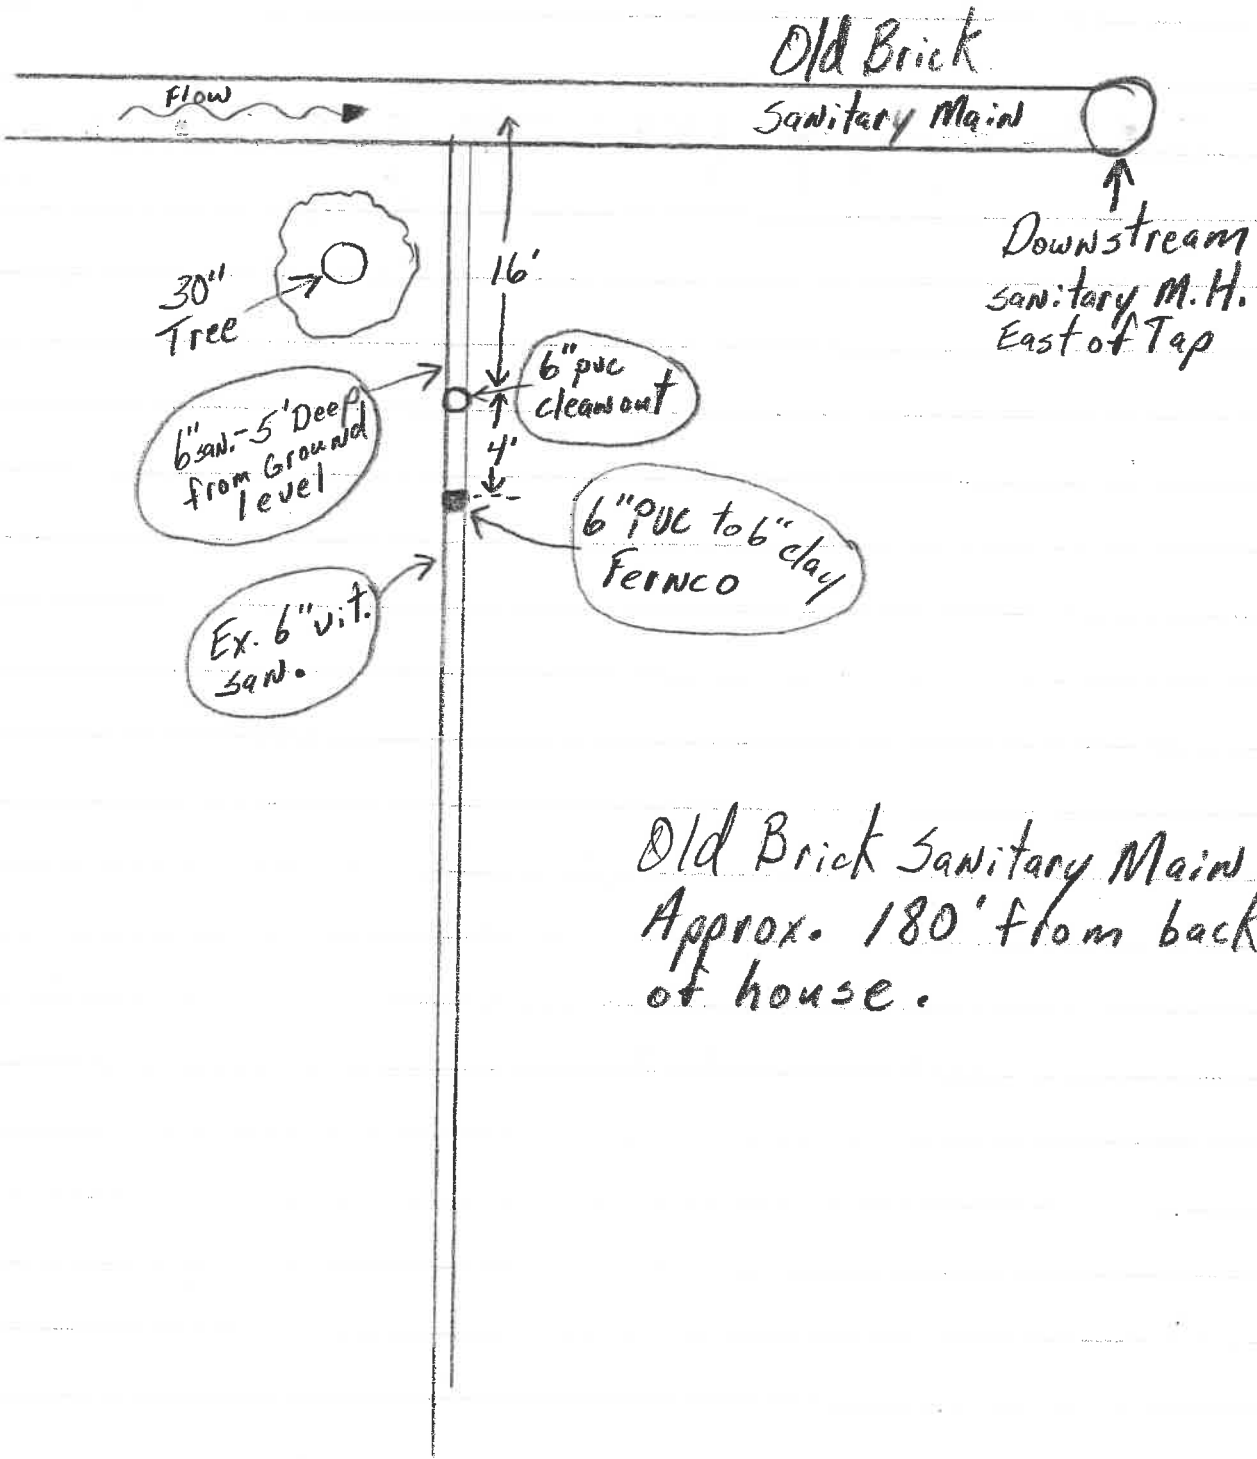 Old Brick
Sanitary Main
Flow
Downstream
sanitary M.H.
East of Tap
16'
30"
Tree
6" pvc
cleanout
4'
6" san. - 5' Deep
from Ground
level
6" PVC to 6" clay
Fernco
Ex. 6" vit.
san.
Old Brick Sanitary Main
Approx. 180' from back
of house.